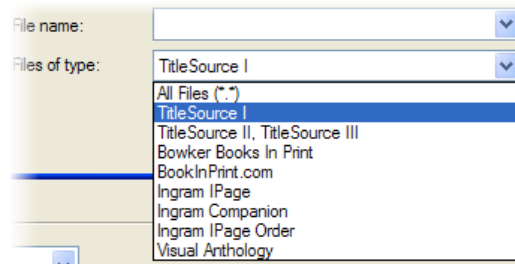 File name:
Files of type:
TitleSource I
All Files (*.*)
TitleSource I
TitleSource II, TitleSource III
Bowker Books In Print
BookInPrint.com
Ingram IPage
Ingram Companion
Ingram IPage Order
Visual Anthology